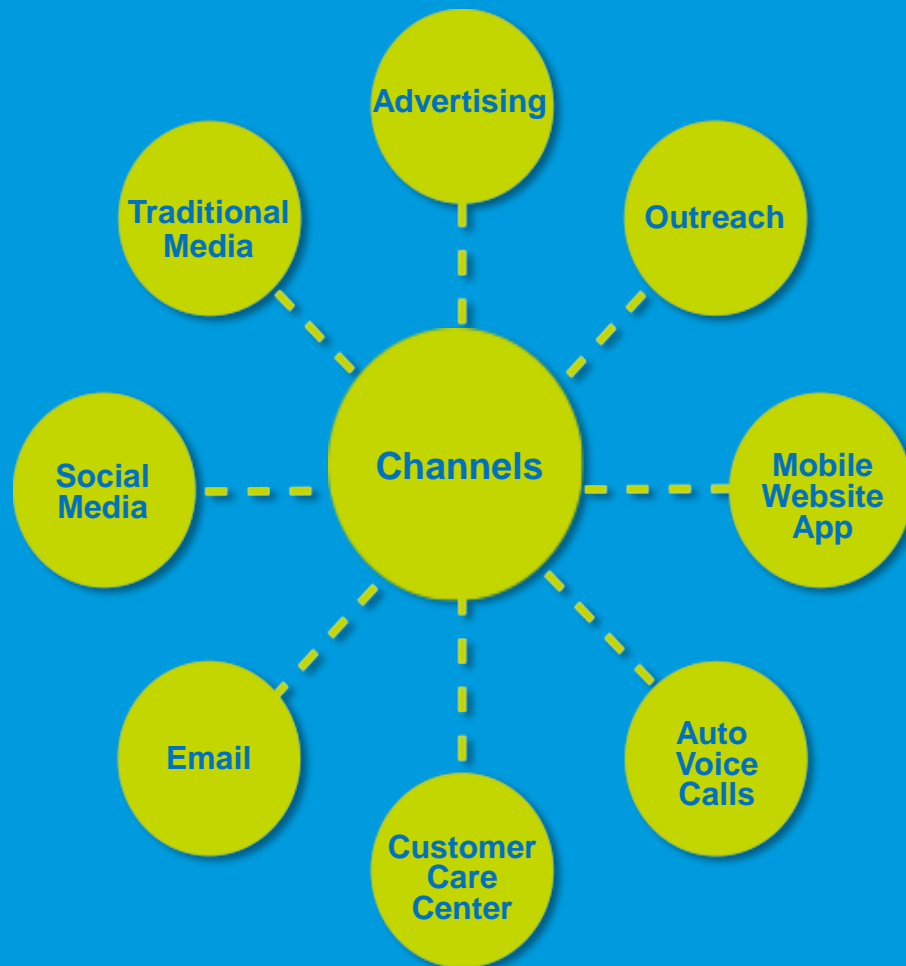 Advertising
Traditional
Media
Outreach
Channels
Social
Media
Mobile
Website
App
Email
Auto
Voice
Calls
Customer
Care
Center